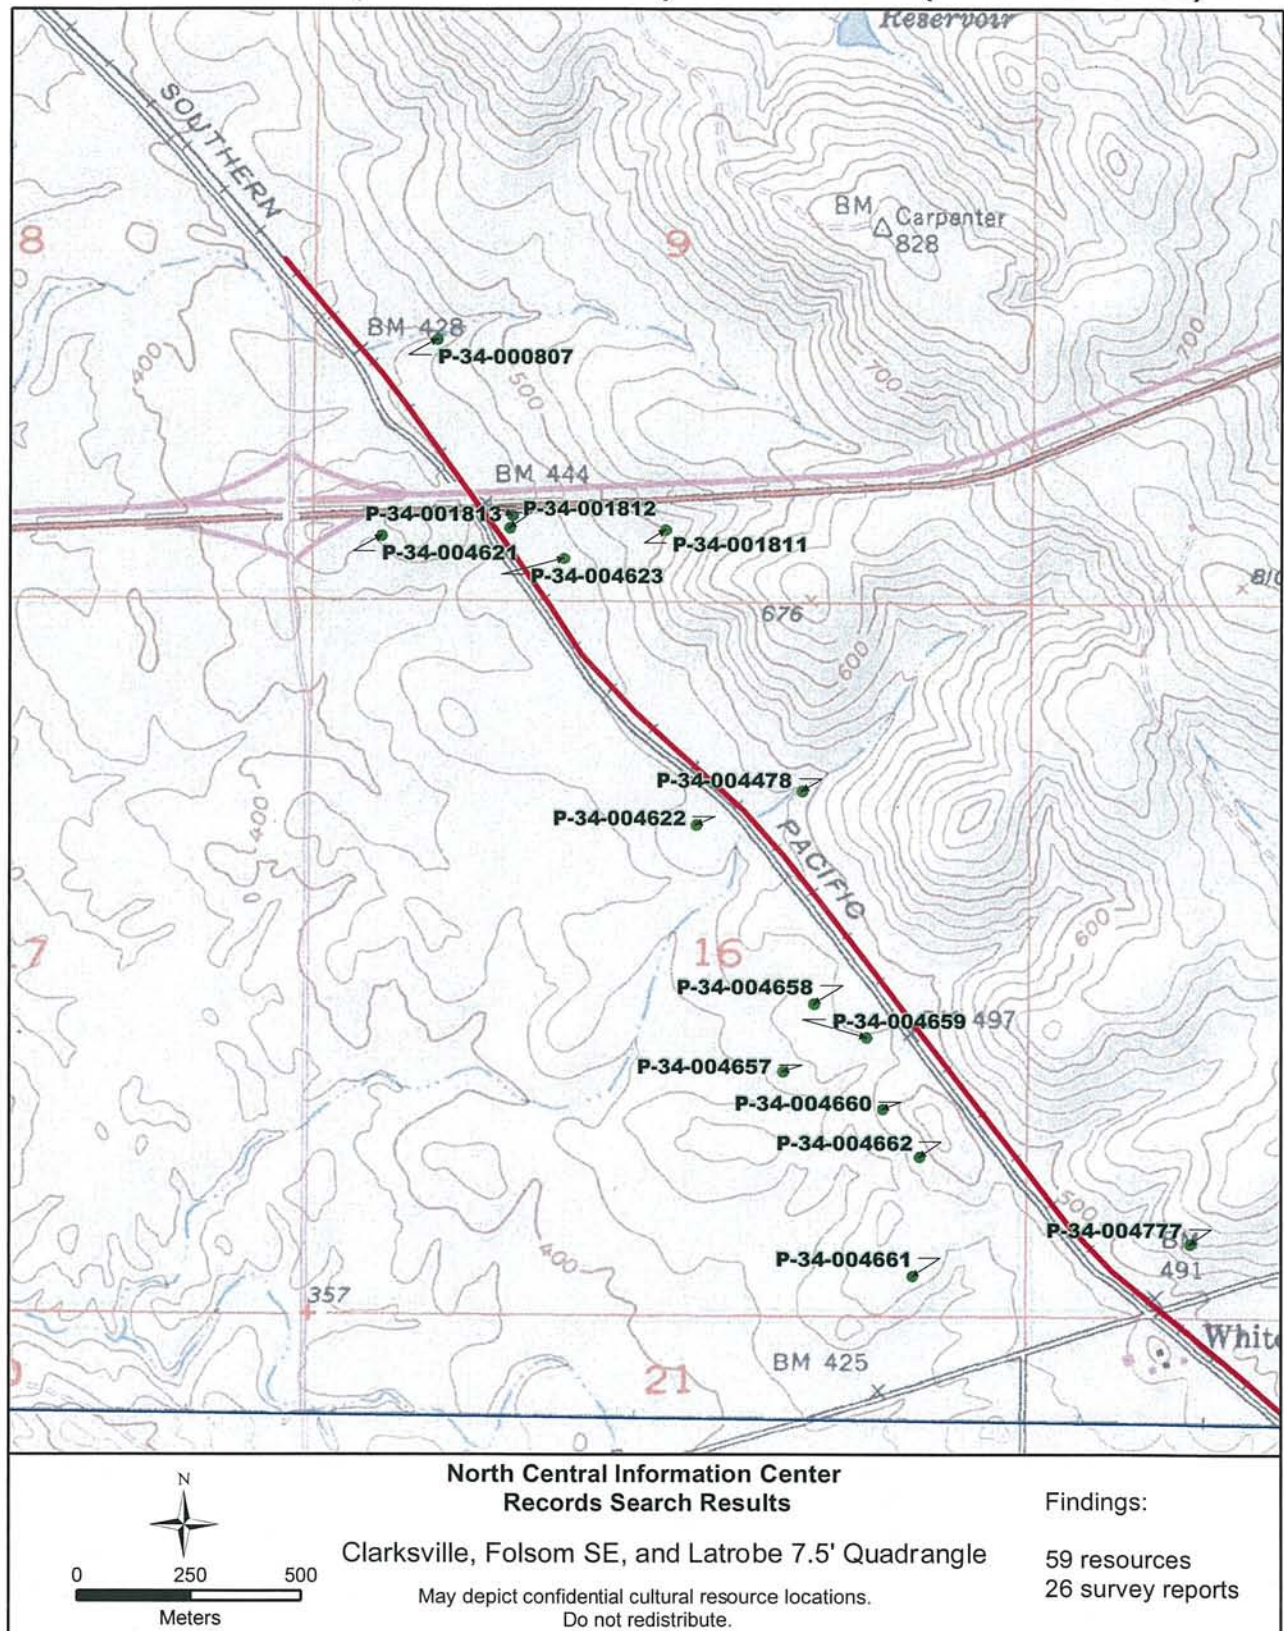 Reservoir
SOUTHERN
BM Carpenter
828
8
9
BM 428
P-34-000807
400
500
700
700
BM 444
P-34-001813
P-34-001812
P-34-004621
P-34-001811
P-34-004623
676
810
600
P-34-004478
P-34-004622
400
PACIFIC
600
7
16
P-34-004658
P-34-004659
497
P-34-004657
P-34-004660
P-34-004662
500
P-34-004777
BM
491
400
P-34-004661
357
White
BM 425
21
North Central Information Center
Records Search Results
Clarksville, Folsom SE, and Latrobe 7.5' Quadrangle
May depict confidential cultural resource locations.
Do not redistribute.
N
0 250 500
Meters
Findings:
59 resources
26 survey reports